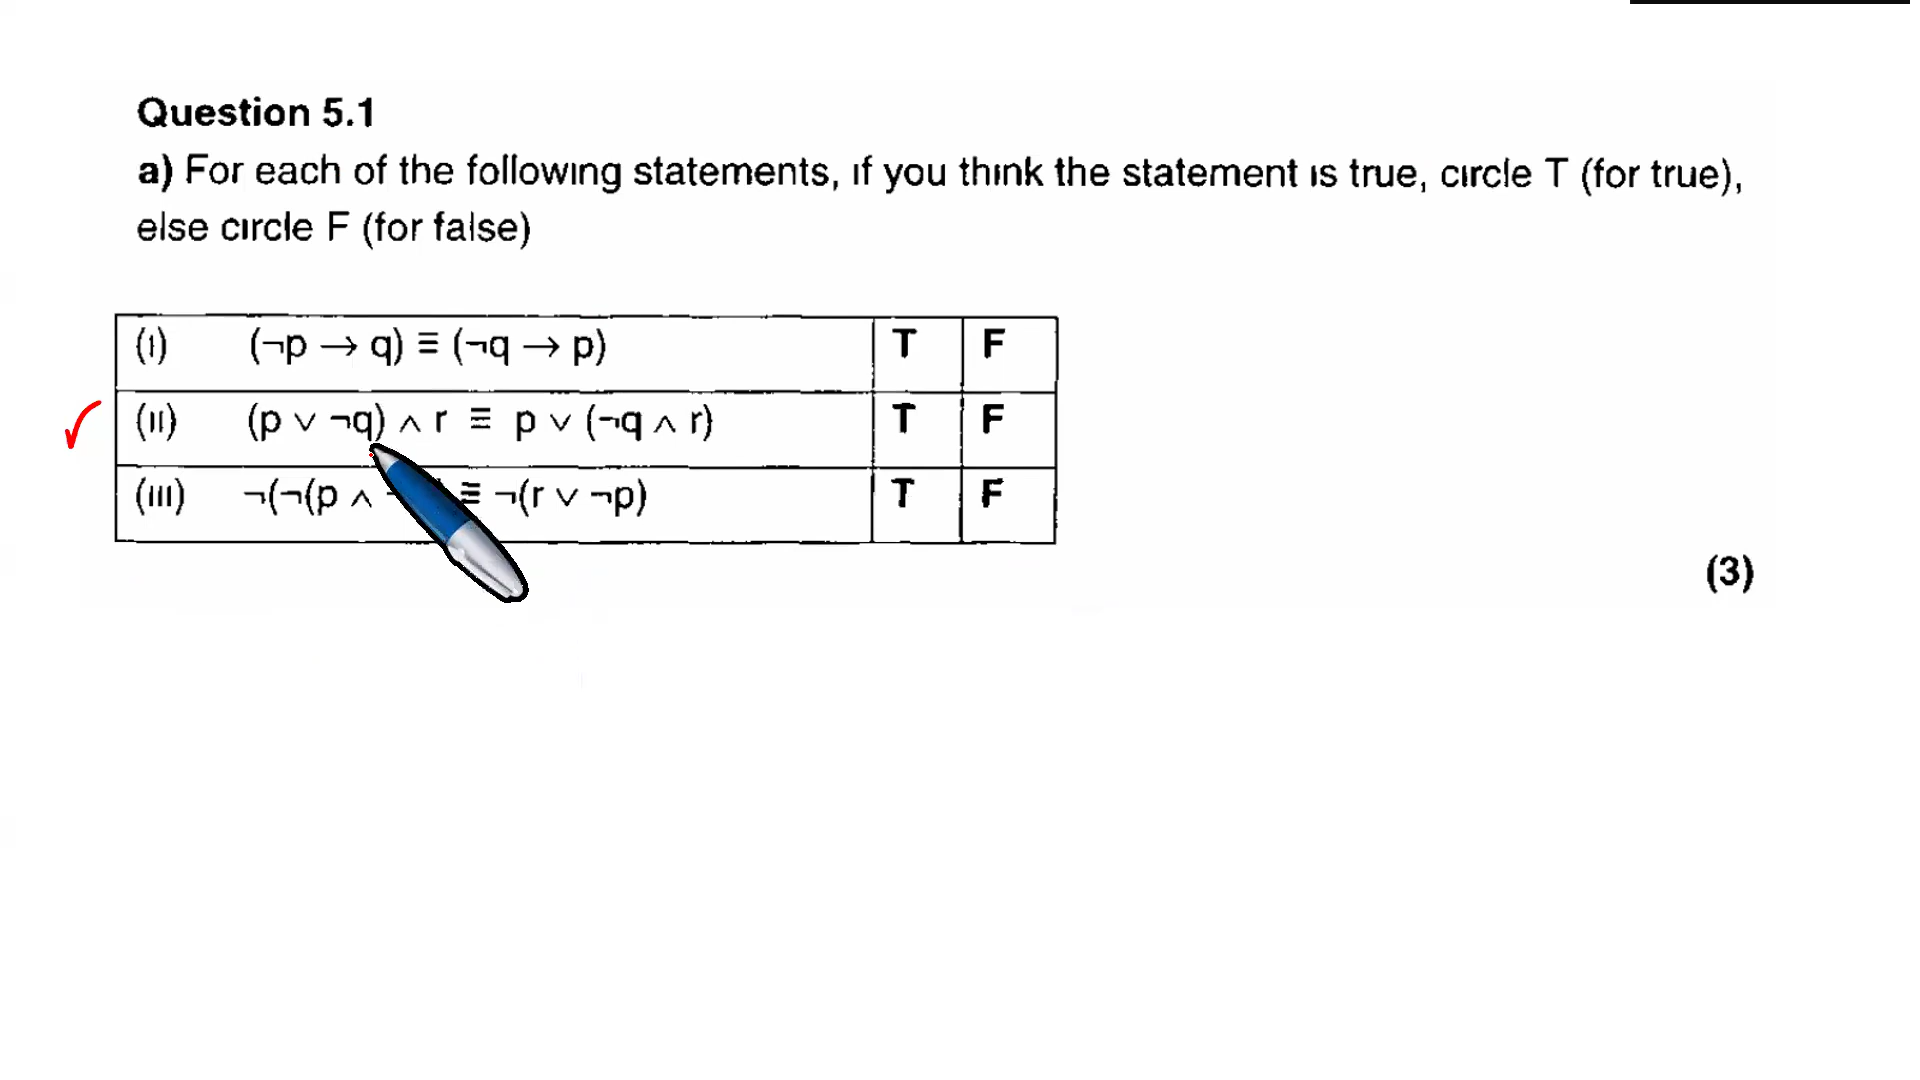 Question 5.1
a) For each of the following statements, if you think the statement is true, circle T (for true),
else circle F (for false)
(i) (¬p → q) ≡ (¬q → p) T F
(ii) (p ∨ ¬q) ∧ r ≡ p ∨ (¬q ∧ r) T F
(iii) ¬(¬(p ∧ ≡ ¬(r ∨ ¬p) T F
(3)